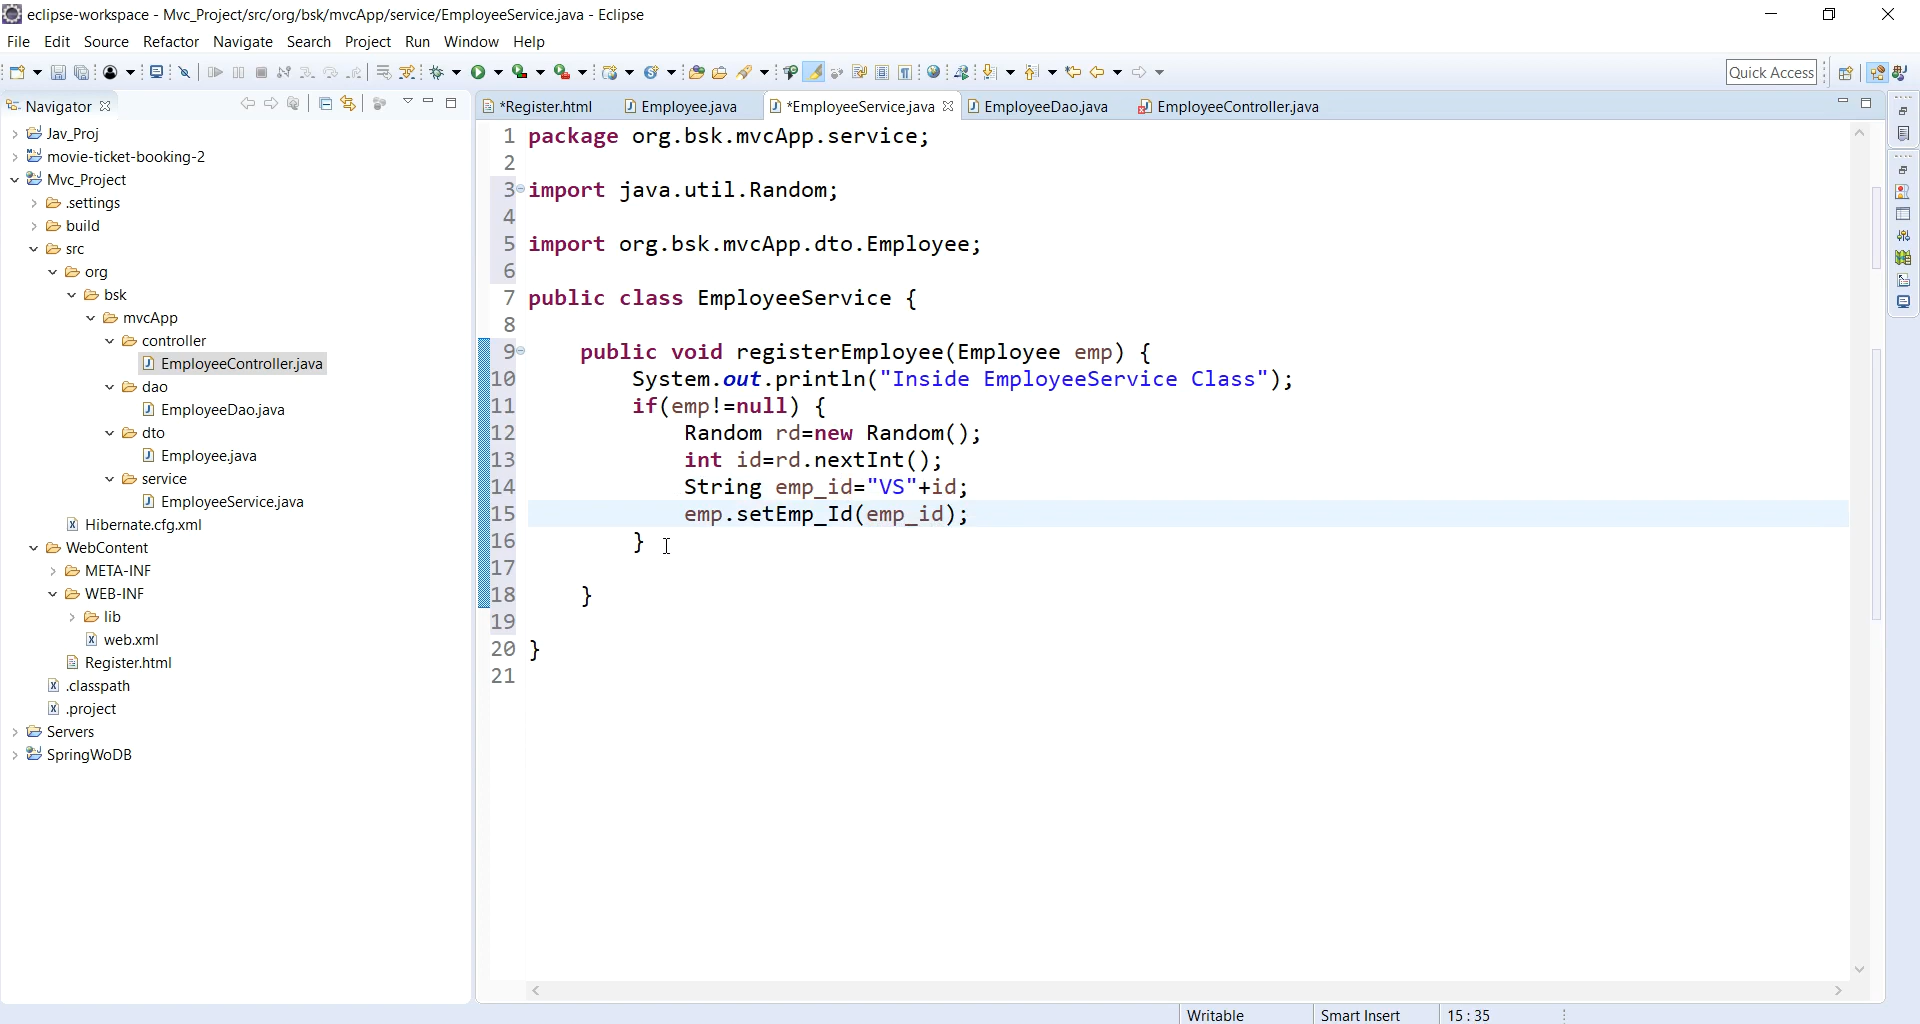 eclipse-workspace - Mvc_Project/src/org/bsk/mvcApp/service/EmployeeService.java - Eclipse
File Edit Source Refactor Navigate Search Project Run Window Help
Quick Access
Navigator
*Register.html Employee.java *EmployeeService.java EmployeeDao.java EmployeeController.java
Jav_Proj
movie-ticket-booking-2
Mvc_Project
.settings
build
src
org
bsk
mvcApp
controller
EmployeeController.java
dao
EmployeeDao.java
dto
Employee.java
service
EmployeeService.java
Hibernate.cfg.xml
WebContent
META-INF
WEB-INF
lib
web.xml
Register.html
.classpath
.project
Servers
SpringWoDB
1 package org.bsk.mvcApp.service;
2
3 import java.util.Random;
4
5 import org.bsk.mvcApp.dto.Employee;
6
7 public class EmployeeService {
8
9 public void registerEmployee(Employee emp) {
10 System.out.println("Inside EmployeeService Class");
11 if(emp!=null) {
12 Random rd=new Random();
13 int id=rd.nextInt();
14 String emp_id="VS"+id;
15 emp.setEmp_Id(emp_id);
16 }
17
18 }
19
20 }
21
Writable Smart Insert 15 : 35